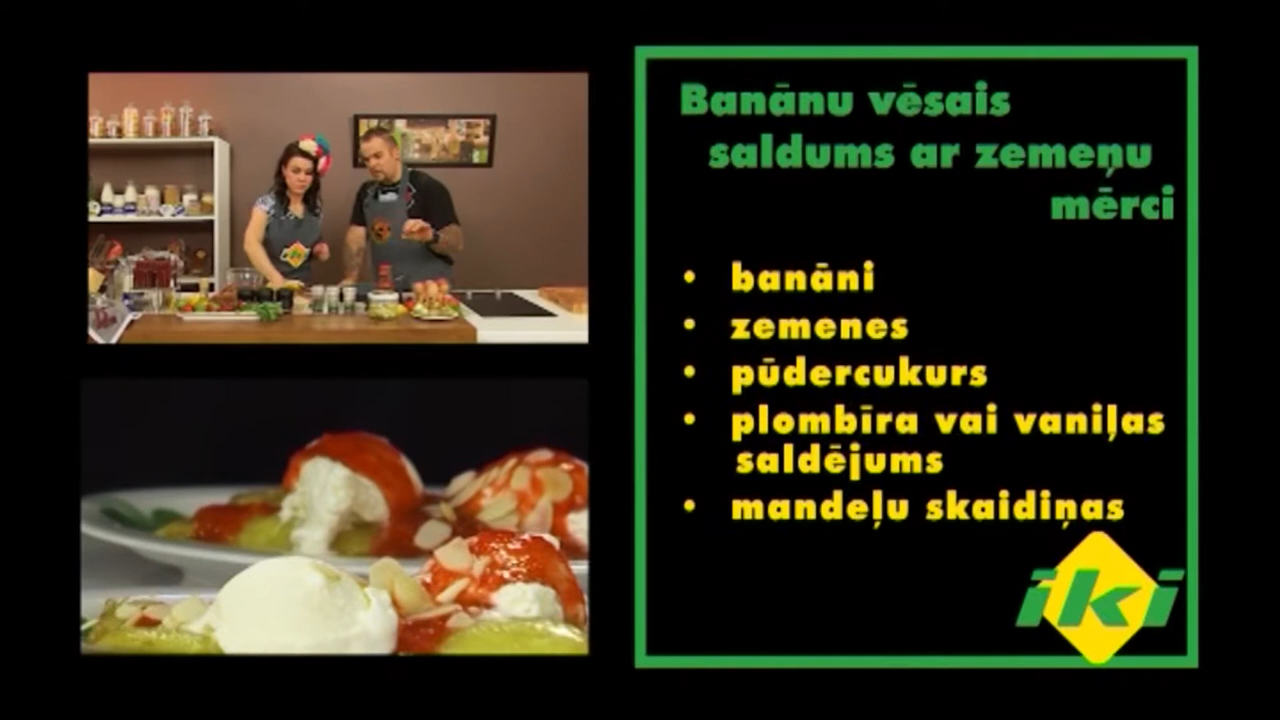 Banānu vēsais
saldums ar zemeņu
mērci
• banāni
• zemenes
• pūdercukurs
• plombīra vai vaniļas
saldējums
• mandeļu skaidiņas
iki